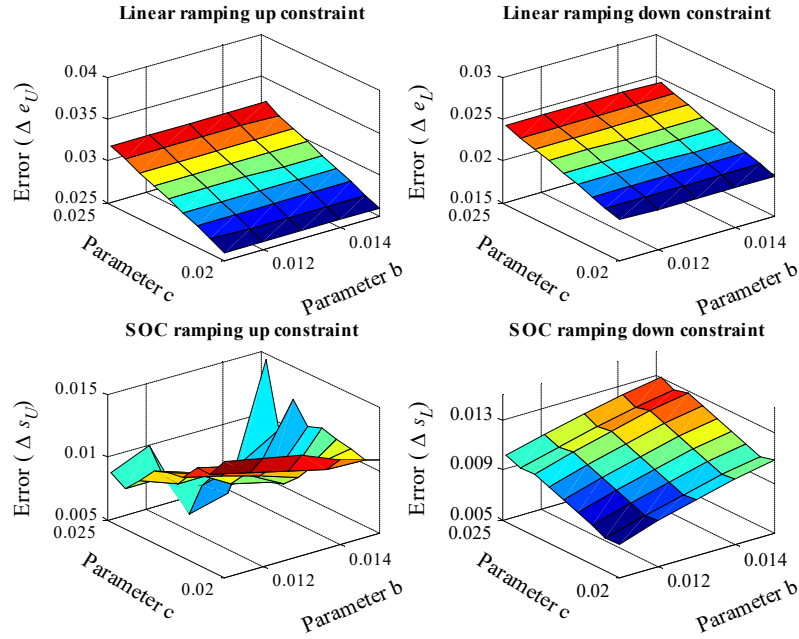 Linear ramping up constraint
Error ( Δ e_U )
0.04
0.035
0.03
0.025
0.025
0.02
Parameter c
0.012
0.014
Parameter b
Linear ramping down constraint
Error ( Δ e_L )
0.03
0.025
0.02
0.015
0.025
0.02
Parameter c
0.012
0.014
Parameter b
SOC ramping up constraint
Error ( Δ s_U )
0.015
0.01
0.005
0.025
0.02
Parameter c
0.012
0.014
Parameter b
SOC ramping down constraint
Error ( Δ s_L )
0.013
0.009
0.005
0.025
0.02
Parameter c
0.012
0.014
Parameter b